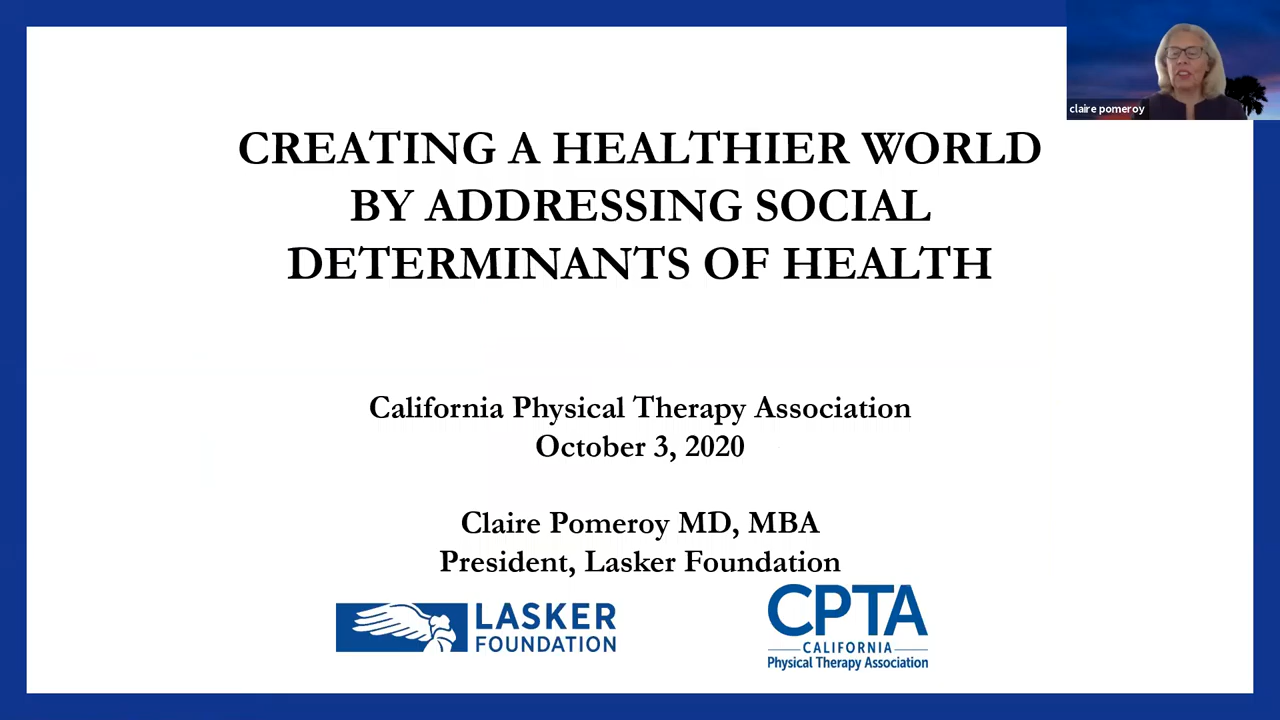 claire pomeroy
CREATING A HEALTHIER WORLD
BY ADDRESSING SOCIAL
DETERMINANTS OF HEALTH
California Physical Therapy Association
October 3, 2020
Claire Pomeroy MD, MBA
President, Lasker Foundation
LASKER
FOUNDATION
CPTA
CALIFORNIA
Physical Therapy Association